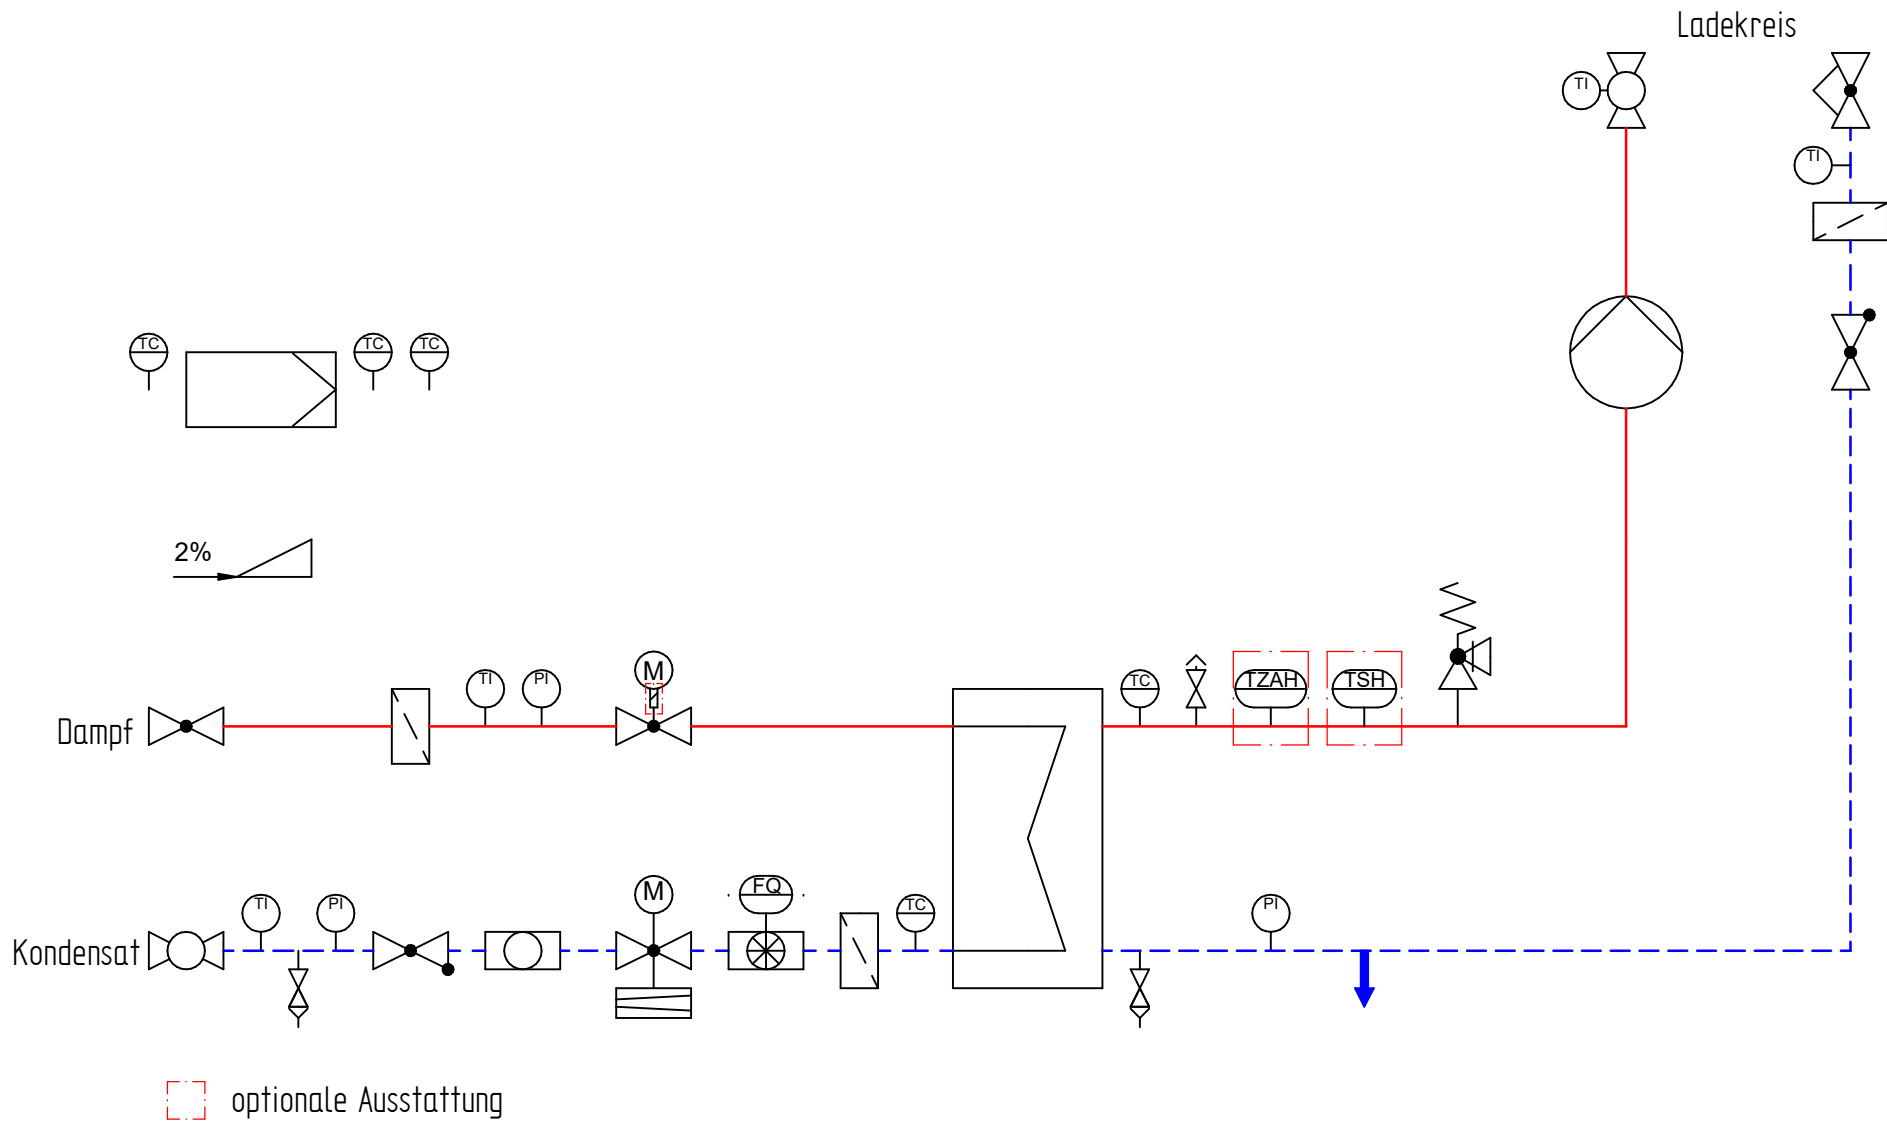 Ladekreis
TI
TI
TC TC TC
2%
M
TI PI TC TZAH TSH
Dampf
M FQ
TI PI TC PI
Kondensat
optionale Ausstattung